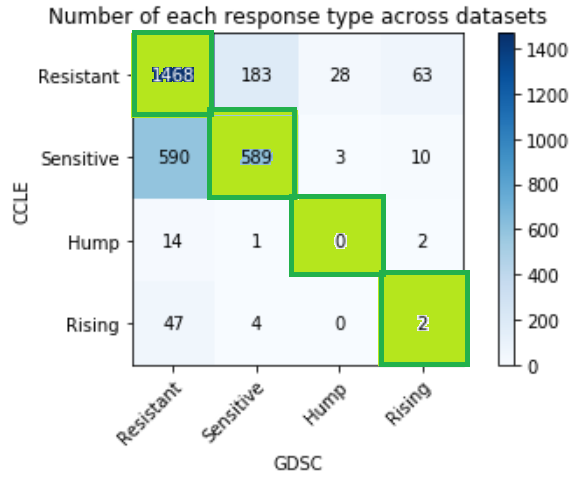 Number of each response type across datasets
Resistant 1468 183 28 63
Sensitive 590 589 3 10
Hump 14 1 0 2
Rising 47 4 0 2
CCLE
Resistant Sensitive Hump Rising
GDSC
1400
1200
1000
800
600
400
200
0